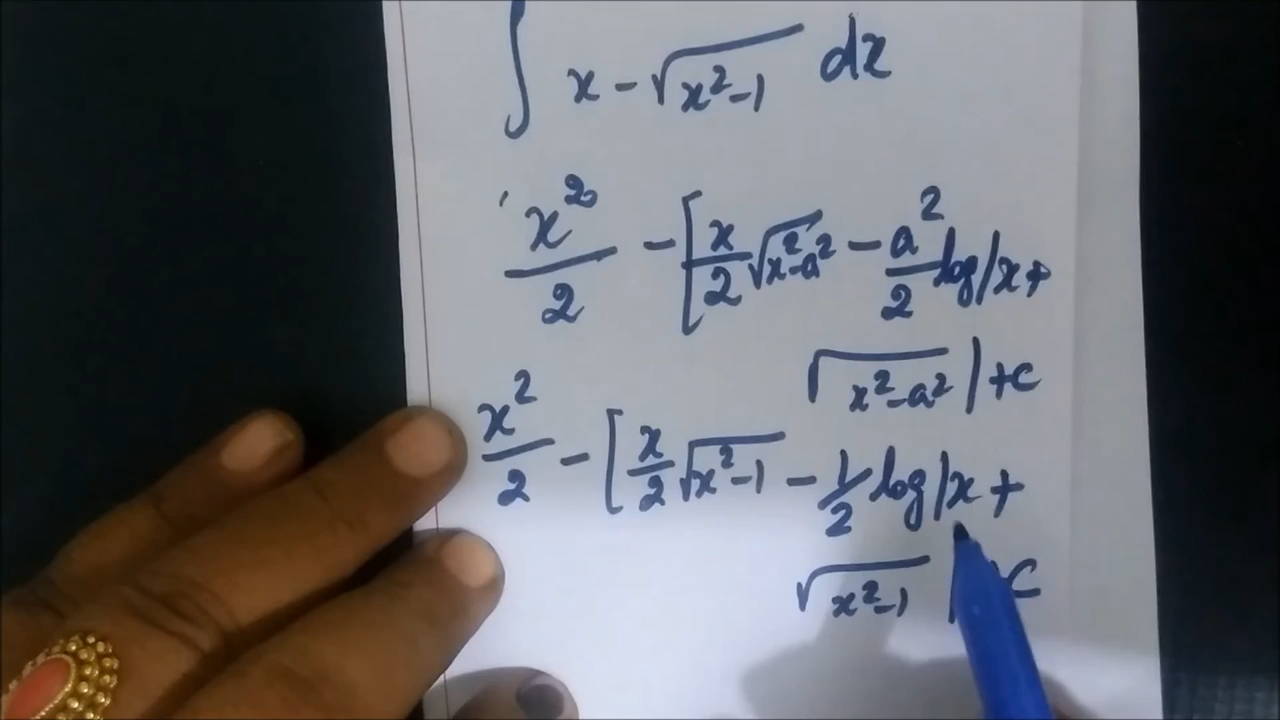 ∫ x - √x²-1 dx
x²/2 - [x/2 √x²-a² - a²/2 log|x+
√x²-a² | +c
x²/2 - [x/2 √x²-1 - 1/2 log|x +
√x²-1 | +c